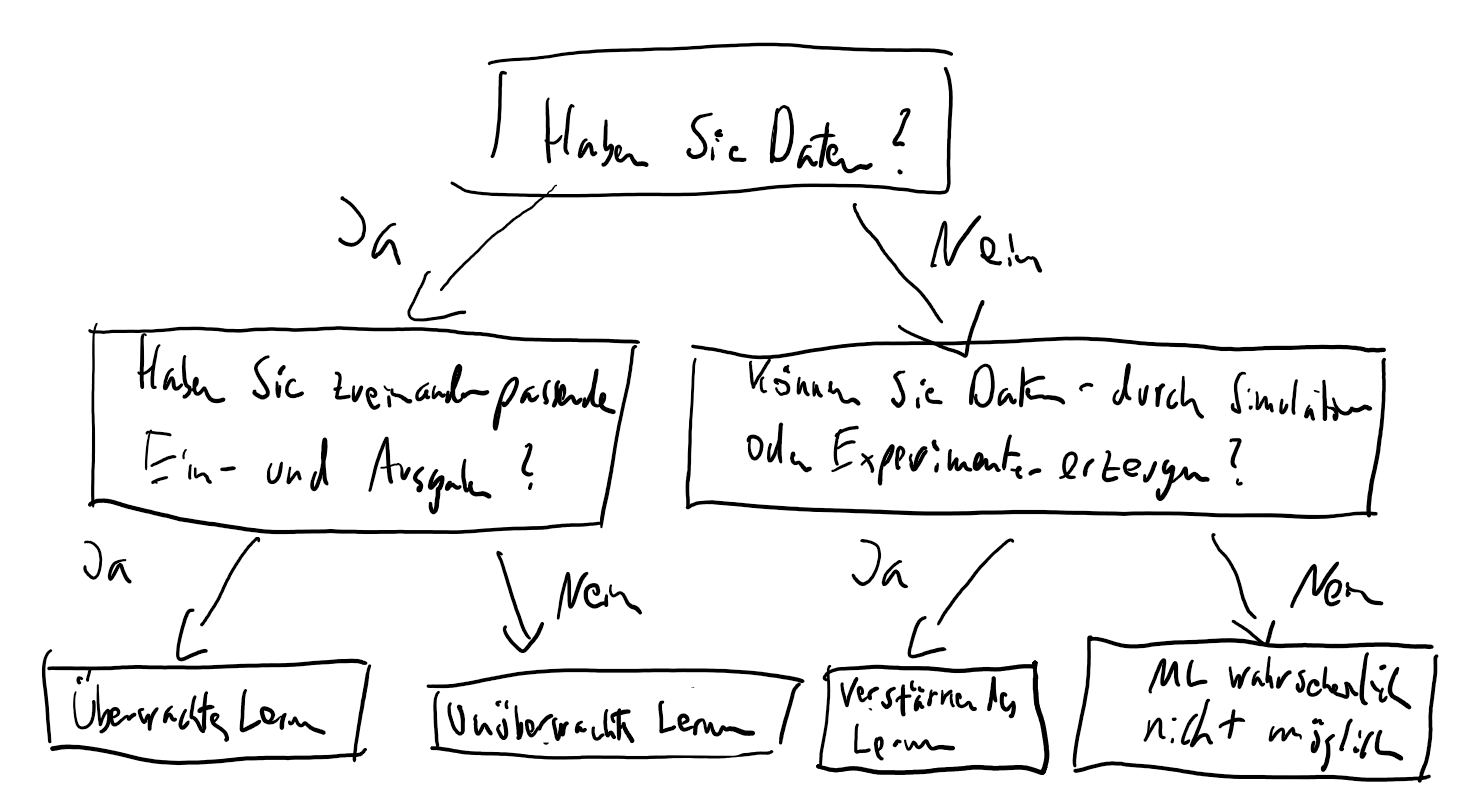 Haben Sie Daten?
Ja
Nein
Haben Sie zueinander passende
Ein- und Ausgaben?
Können Sie Daten - durch Simulation
oder Experimente - erzeugen?
Ja
Nein
Ja
Nein
Überwachtes Lernen
Unüberwachtes Lernen
Verstärkendes
Lernen
ML wahrscheinlich
nicht möglich